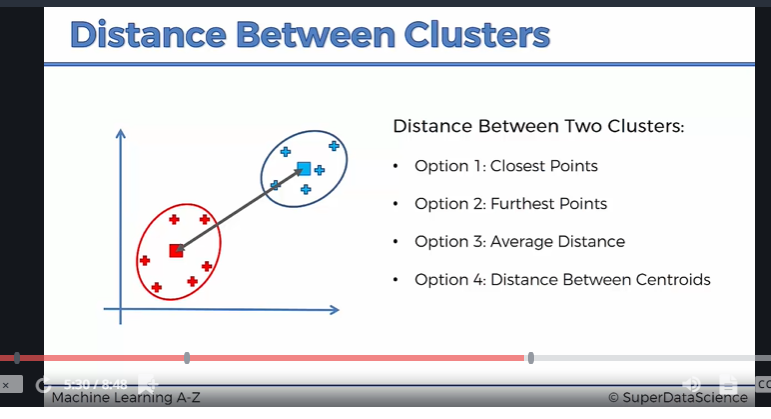 Distance Between Clusters
Distance Between Two Clusters:
• Option 1: Closest Points
• Option 2: Furthest Points
• Option 3: Average Distance
• Option 4: Distance Between Centroids
x
5:30 / 8:48
CC
Machine Learning A-Z
© SuperDataScience